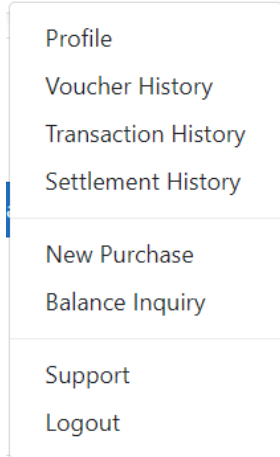 Profile
Voucher History
Transaction History
Settlement History
New Purchase
Balance Inquiry
Support
Logout